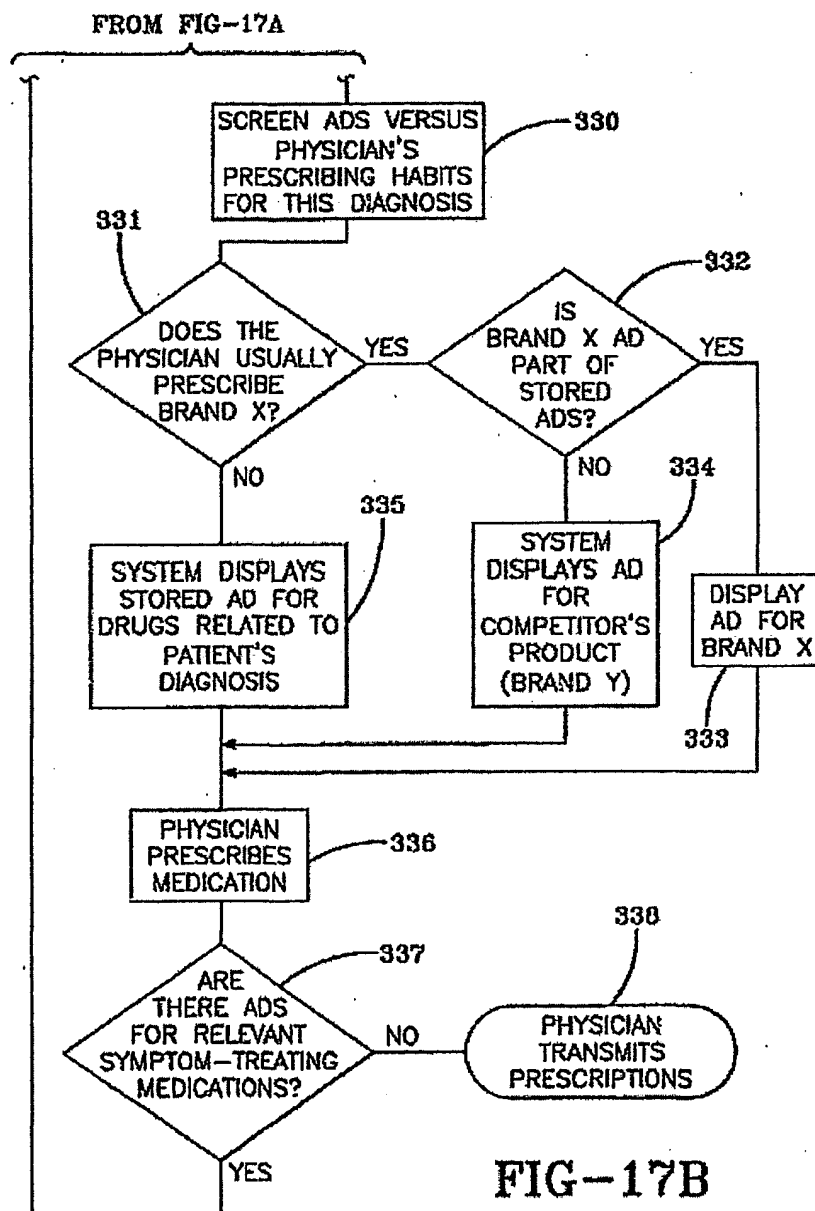 FROM FIG-17A
SCREEN ADS VERSUS
PHYSICIAN'S
PRESCRIBING HABITS
FOR THIS DIAGNOSIS
330
331
DOES THE
PHYSICIAN USUALLY
PRESCRIBE
BRAND X?
YES
NO
332
IS
BRAND X AD
PART OF
STORED
ADS?
YES
NO
335
SYSTEM DISPLAYS
STORED AD FOR
DRUGS RELATED TO
PATIENT'S
DIAGNOSIS
334
SYSTEM
DISPLAYS AD
FOR
COMPETITOR'S
PRODUCT
(BRAND Y)
DISPLAY
AD FOR
BRAND X
333
PHYSICIAN
PRESCRIBES
MEDICATION
336
337
ARE
THERE ADS
FOR RELEVANT
SYMPTOM-TREATING
MEDICATIONS?
NO
YES
338
PHYSICIAN
TRANSMITS
PRESCRIPTIONS
FIG-17B